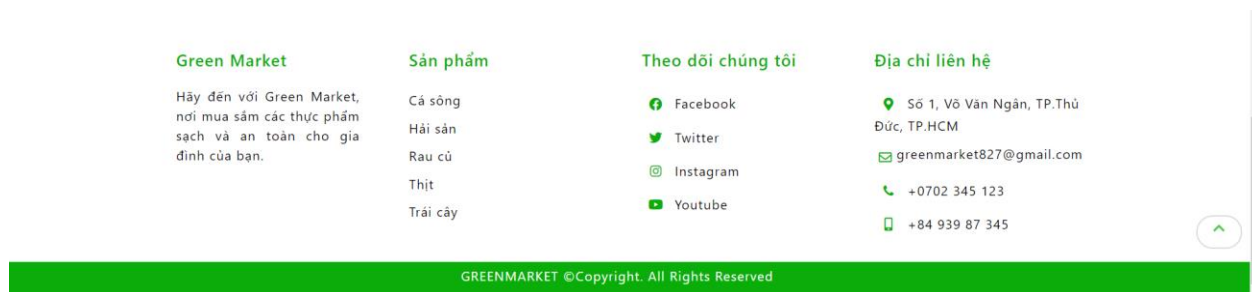 Green Market
Hãy đến với Green Market,
nơi mua sắm các thực phẩm
sạch và an toàn cho gia
đình của bạn.
Sản phẩm
Cá sông
Hải sản
Rau củ
Thịt
Trái cây
Theo dõi chúng tôi
Facebook
Twitter
Instagram
Youtube
Địa chỉ liên hệ
Số 1, Võ Văn Ngân, TP.Thủ
Đức, TP.HCM
greenmarket827@gmail.com
+0702 345 123
+84 939 87 345
GREENMARKET ©Copyright. All Rights Reserved